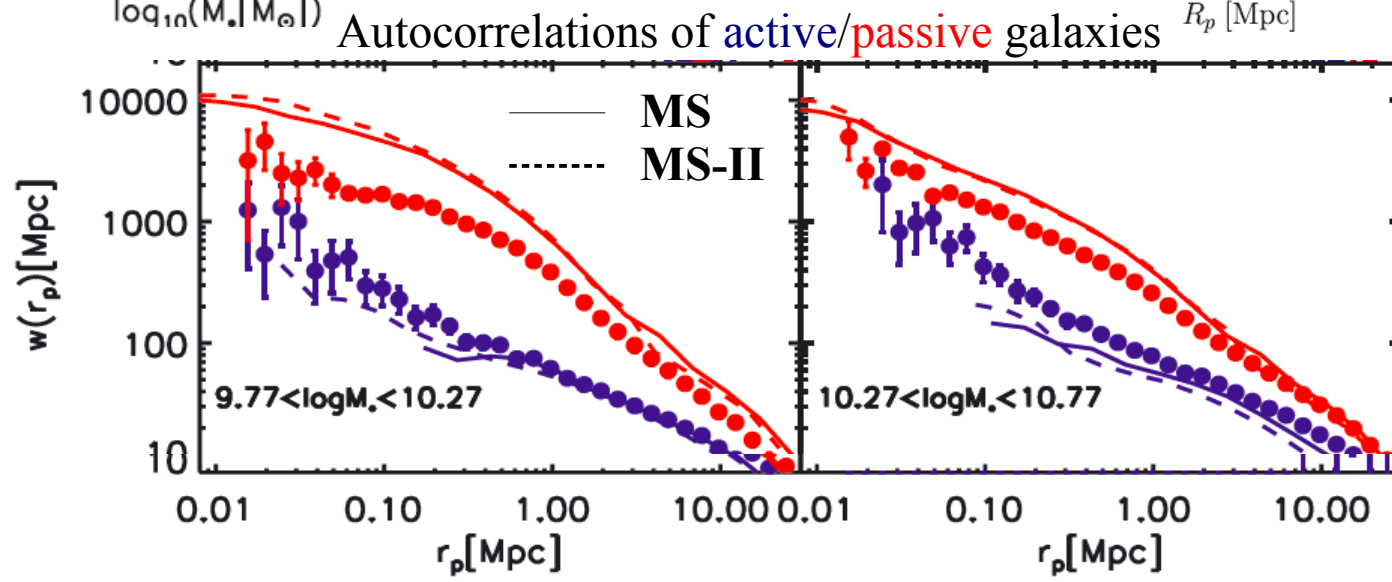 log₁₀(M⋆[M⊙])
R_p [Mpc]
Autocorrelations of active/passive galaxies
MS
MS-II
w(r_p)[Mpc]
10000
1000
100
10
9.77<logM⋆<10.27
10.27<logM⋆<10.77
0.01 0.10 1.00 10.00 0.01 0.10 1.00 10.00
r_p[Mpc] r_p[Mpc]